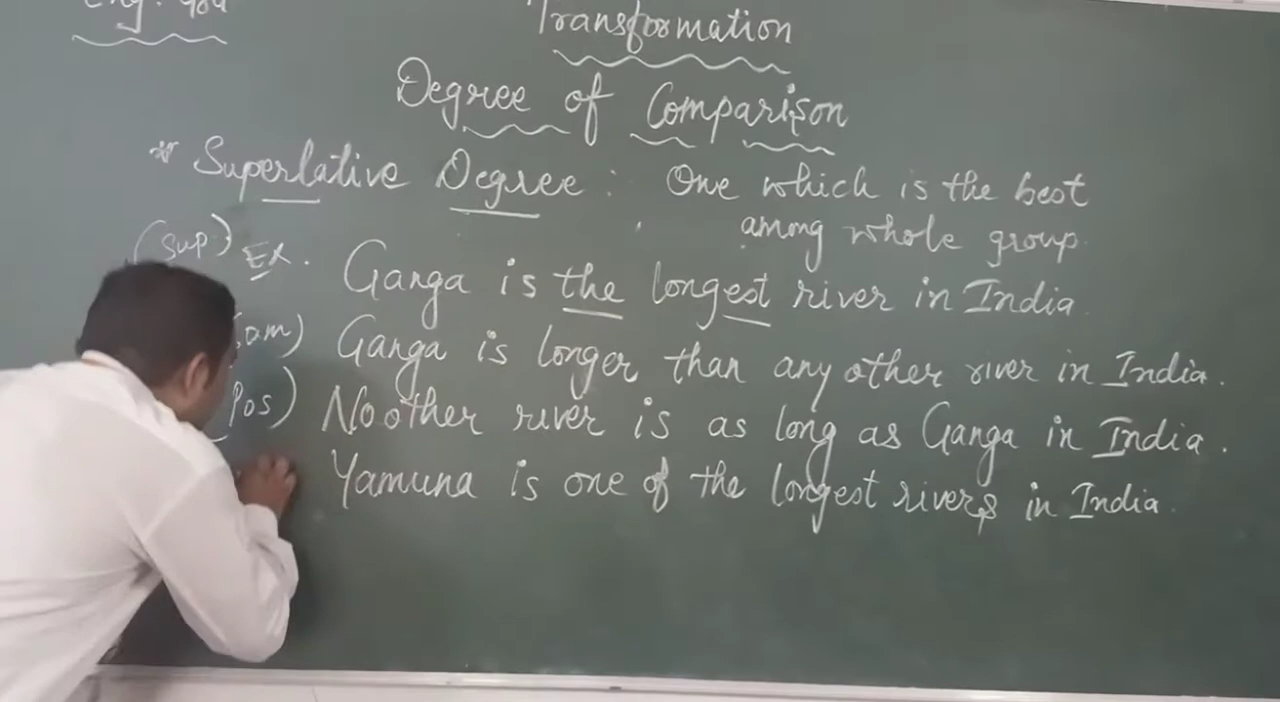 Transformation
Degree of Comparison
* Superlative Degree : One which is the best
among whole group.
(Sup) Ex. Ganga is the longest river in India.
Ganga is longer than any other river in India.
Pos) No other river is as long as Ganga in India.
Yamuna is one of the longest rivers in India.